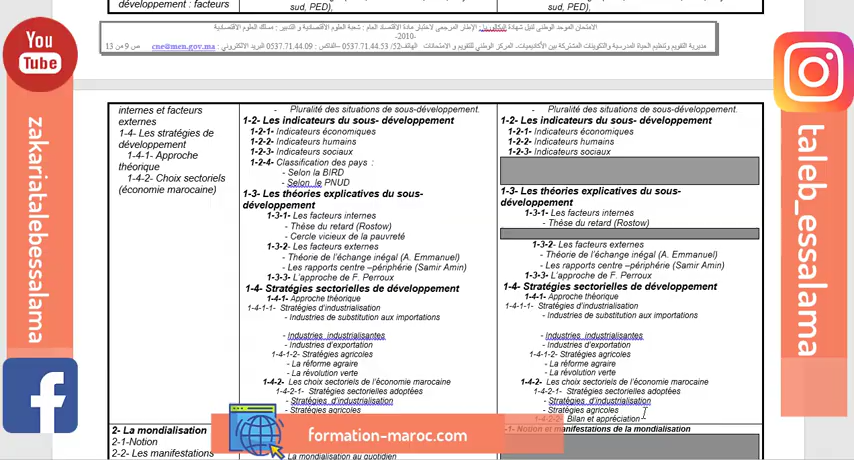 développement : facteurs
sud, PED),
sud, PED),
الامتحان الموحد الوطني لنيل شهادة البكالوريا: الإطار المرجعي لاختبار مادة الاقتصاد العام : شعبة العلوم الاقتصادية و التدبير : مسلك العلوم الاقتصادية
-2010-
مديرية التقويم وتنظيم الحياة المدرسية والتكوينات المشتركة بين الأكاديميات، المركز الوطني للتقويم و الامتحانات الهاتف 0537.71.44.53/52 –الفاكس : 0537.71.44.09 البريد الالكتروني : cne@men.gov.ma ص 9 من 13
You
Tube
zakariatalebessalama
taleb_essalama
internes et facteurs
externes
1-4- Les stratégies de
développement
1-4-1- Approche
théorique
1-4-2- Choix sectoriels
(économie marocaine)
2- La mondialisation
2-1-Notion
2-2- Les manifestations
- Pluralité des situations de sous-développement.
1-2- Les indicateurs du sous- développement
1-2-1- Indicateurs économiques
1-2-2- Indicateurs humains
1-2-3- Indicateurs sociaux
1-2-4- Classification des pays :
- Selon la BIRD
- Selon le PNUD
1-3- Les théories explicatives du sous-
développement
1-3-1- Les facteurs internes
- Thèse du retard (Rostow)
- Cercle vicieux de la pauvreté
1-3-2- Les facteurs externes
- Théorie de l'échange inégal (A. Emmanuel)
- Les rapports centre –périphérie (Samir Amin)
1-3-3- L'approche de F. Perroux
1-4- Stratégies sectorielles de développement
1-4-1- Approche théorique
1-4-1-1- Stratégies d'industrialisation
- Industries de substitution aux importations
- Industries industrialisantes
- Industries d'exportation
1-4-1-2- Stratégies agricoles
- La réforme agraire
- La révolution verte
1-4-2- Les choix sectoriels de l'économie marocaine
1-4-2-1- Stratégies sectorielles adoptées
- Stratégies d'industrialisation
- Stratégies agricoles
La mondialisation au quotidien
- Pluralité des situations de sous-développement.
1-2- Les indicateurs du sous- développement
1-2-1- Indicateurs économiques
1-2-2- Indicateurs humains
1-2-3- Indicateurs sociaux
1-3- Les théories explicatives du sous-
développement
1-3-1- Les facteurs internes
- Thèse du retard (Rostow)
1-3-2- Les facteurs externes
- Théorie de l'échange inégal (A. Emmanuel)
- Les rapports centre –périphérie (Samir Amin)
1-3-3- L'approche de F. Perroux
1-4- Stratégies sectorielles de développement
1-4-1- Approche théorique
1-4-1-1- Stratégies d'industrialisation
- Industries de substitution aux importations
- Industries industrialisantes
- Industries d'exportation
1-4-1-2- Stratégies agricoles
- La réforme agraire
- La révolution verte
1-4-2- Les choix sectoriels de l'économie marocaine
1-4-2-1- Stratégies sectorielles adoptées
- Stratégies d'industrialisation
- Stratégies agricoles
1-4-2-2- Bilan et appréciation
-1- Notion et manifestations de la mondialisation
formation-maroc.com